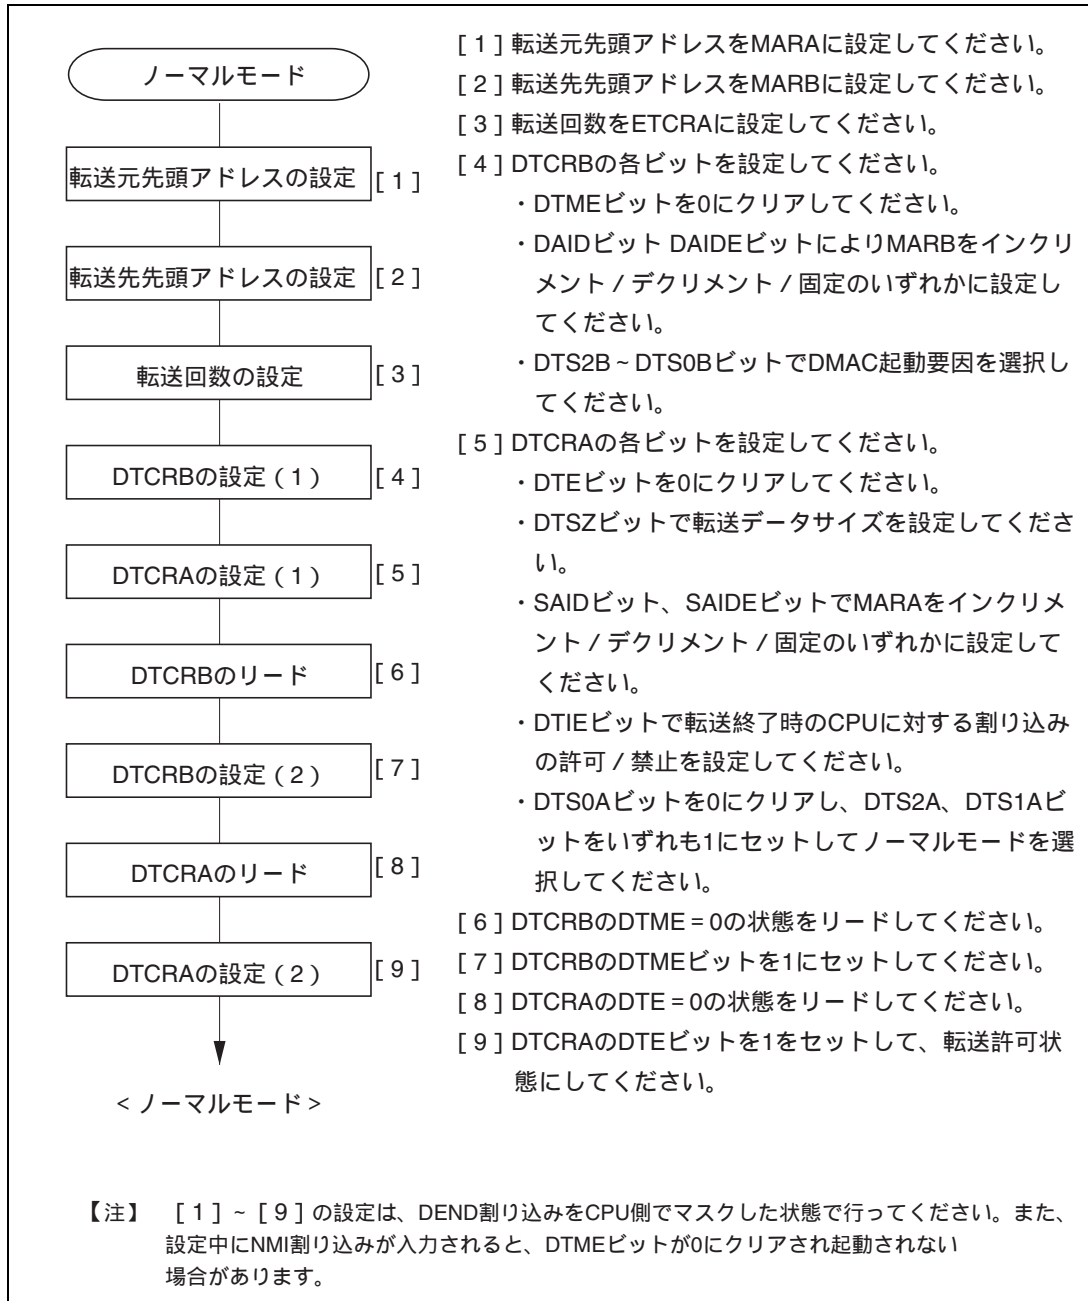 ノーマルモード
転送元先頭アドレスの設定 [1]
転送先先頭アドレスの設定 [2]
転送回数の設定 [3]
DTCRBの設定(1) [4]
DTCRAの設定(1) [5]
DTCRBのリード [6]
DTCRBの設定(2) [7]
DTCRAのリード [8]
DTCRAの設定(2) [9]
<ノーマルモード>
[1]転送元先頭アドレスをMARAに設定してください。
[2]転送先先頭アドレスをMARBに設定してください。
[3]転送回数をETCRAに設定してください。
[4]DTCRBの各ビットを設定してください。
・DTMEビットを0にクリアしてください。
・DAIDビット DAIDEビットによりMARBをインクリ
メント/デクリメント/固定のいずれかに設定し
てください。
・DTS2B~DTS0BビットでDMAC起動要因を選択し
てください。
[5]DTCRAの各ビットを設定してください。
・DTEビットを0にクリアしてください。
・DTSZビットで転送データサイズを設定してくださ
い。
・SAIDビット、SAIDEビットでMARAをインクリメ
ント/デクリメント/固定のいずれかに設定して
ください。
・DTIEビットで転送終了時のCPUに対する割り込み
の許可/禁止を設定してください。
・DTS0Aビットを0にクリアし、DTS2A、DTS1Aビ
ットをいずれも1にセットしてノーマルモードを選
択してください。
[6]DTCRBのDTME=0の状態をリードしてください。
[7]DTCRBのDTMEビットを1にセットしてください。
[8]DTCRAのDTE=0の状態をリードしてください。
[9]DTCRAのDTEビットを1をセットして、転送許可状
態にしてください。
【注】 [1]~[9]の設定は、DEND割り込みをCPU側でマスクした状態で行ってください。また、
設定中にNMI割り込みが入力されると、DTMEビットが0にクリアされ起動されない
場合があります。